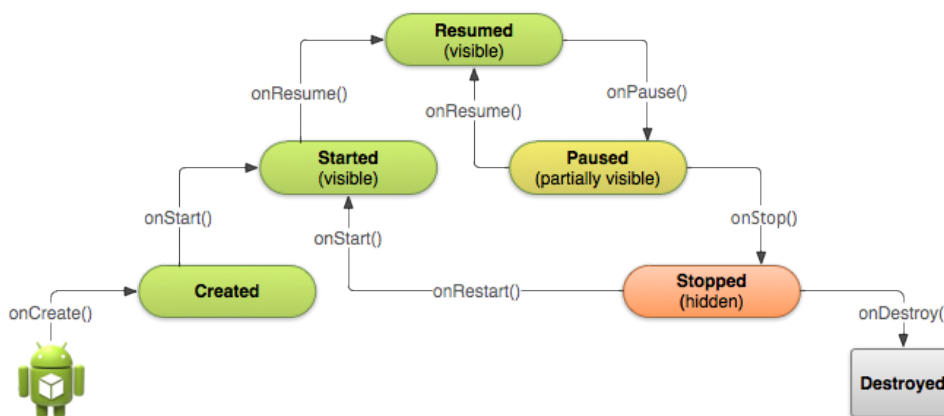 Resumed
(visible)
onResume()
onResume()
onPause()
Started
(visible)
Paused
(partially visible)
onStart()
onStart()
onStop()
Created
onRestart()
Stopped
(hidden)
onCreate()
onDestroy(
Destroyed